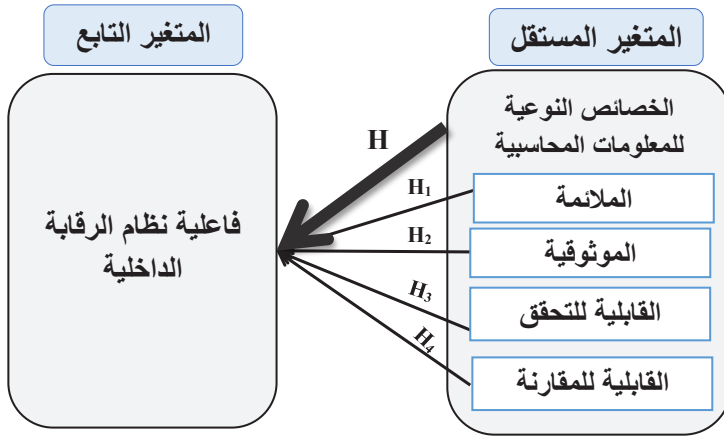 المتغير المستقل
المتغير التابع
الخصائص النوعية
للمعلومات المحاسبية
الملائمة
الموثوقية
القابلية للتحقق
القابلية للمقارنة
H
H1
H2
H3
H4
فاعلية نظام الرقابة
الداخلية